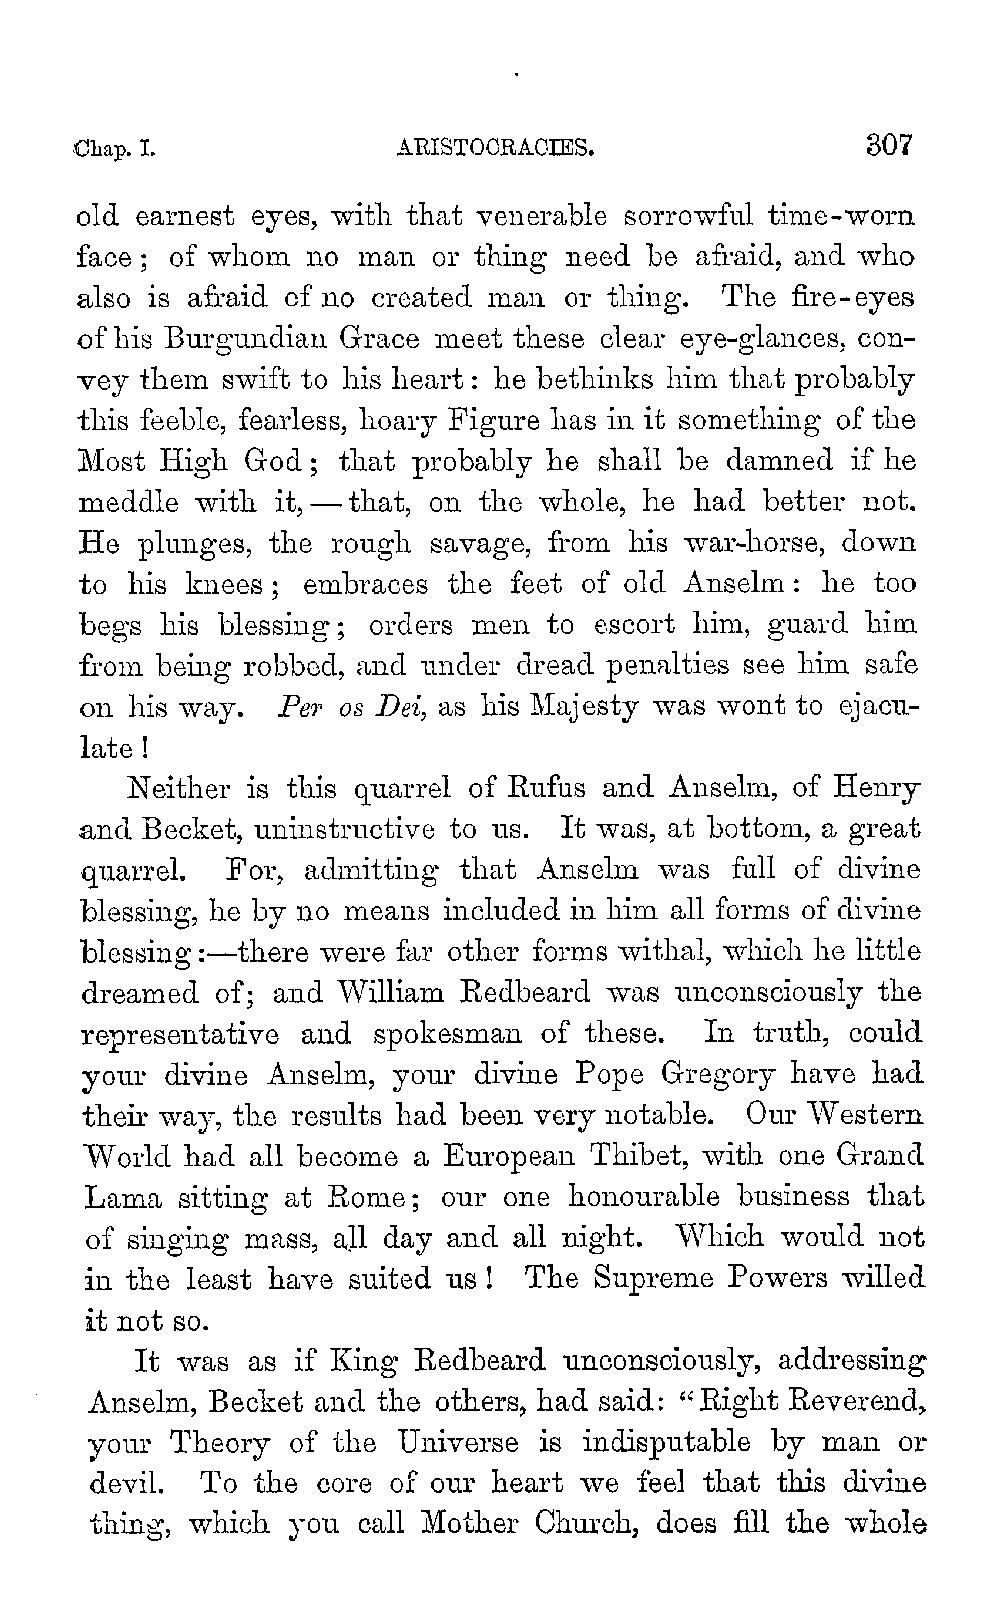 Chap. I. ARISTOCRACIES. 307
old earnest eyes, with that venerable sorrowful time-worn
face; of whom no man or thing need be afraid, and who
also is afraid of no created man or thing. The fire-eyes
of his Burgundian Grace meet these clear eye-glances, con-
vey them swift to his heart: he bethinks him that probably
this feeble, fearless, hoary Figure has in it something of the
Most High God; that probably he shall be damned if he
meddle with it, — that, on the whole, he had better not.
He plunges, the rough savage, from his war-horse, down
to his knees; embraces the feet of old Anselm: he too
begs his blessing; orders men to escort him, guard him
from being robbed, and under dread penalties see him safe
on his way. Per os Dei, as his Majesty was wont to ejacu-
late!
Neither is this quarrel of Rufus and Anselm, of Henry
and Becket, uninstructive to us. It was, at bottom, a great
quarrel. For, admitting that Anselm was full of divine
blessing, he by no means included in him all forms of divine
blessing:—there were far other forms withal, which he little
dreamed of; and William Redbeard was unconsciously the
representative and spokesman of these. In truth, could
your divine Anselm, your divine Pope Gregory have had
their way, the results had been very notable. Our Western
World had all become a European Thibet, with one Grand
Lama sitting at Rome; our one honourable business that
of singing mass, all day and all night. Which would not
in the least have suited us! The Supreme Powers willed
it not so.
It was as if King Redbeard unconsciously, addressing
Anselm, Becket and the others, had said: “Right Reverend,
your Theory of the Universe is indisputable by man or
devil. To the core of our heart we feel that this divine
thing, which you call Mother Church, does fill the whole